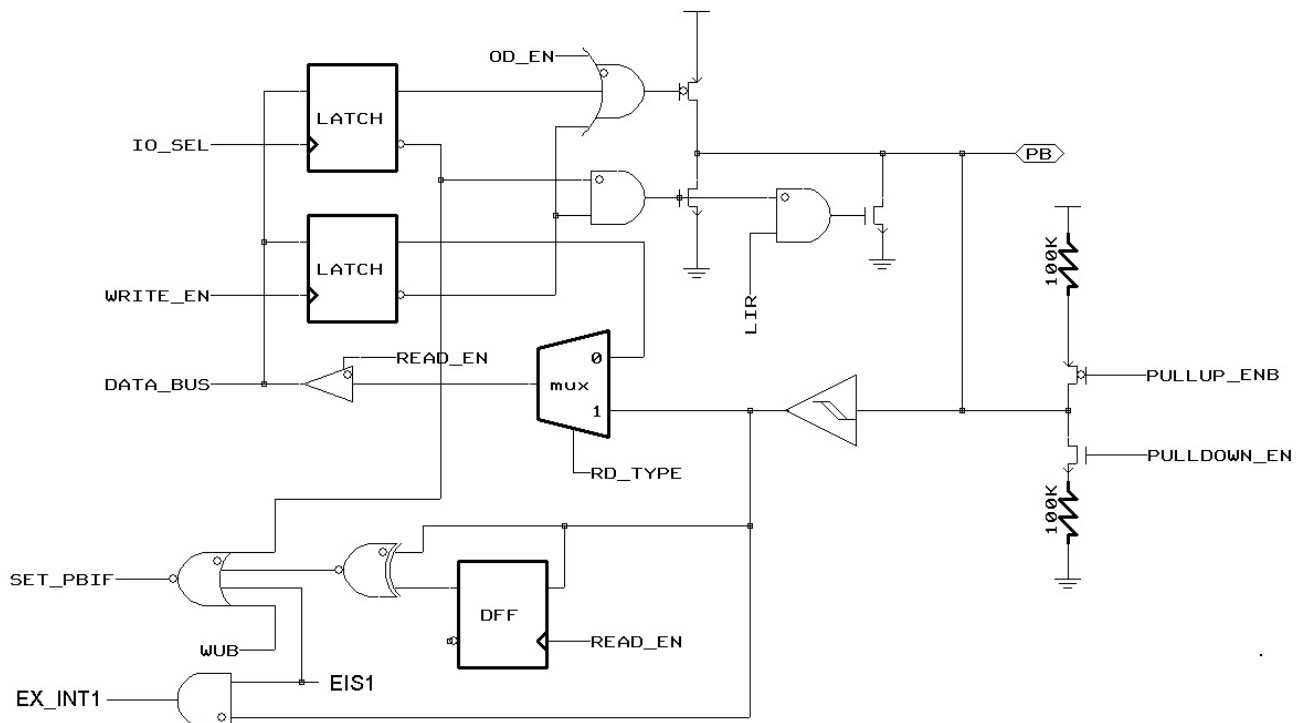 OD_EN
LATCH
IO_SEL
PB
LATCH
100K
WRITE_EN
LIR
READ_EN
0
DATA_BUS
mux
PULLUP_ENB
1
RD_TYPE
PULLDOWN_EN
100K
SET_PBIF
DFF
READ_EN
WUB
EIS1
EX_INT1